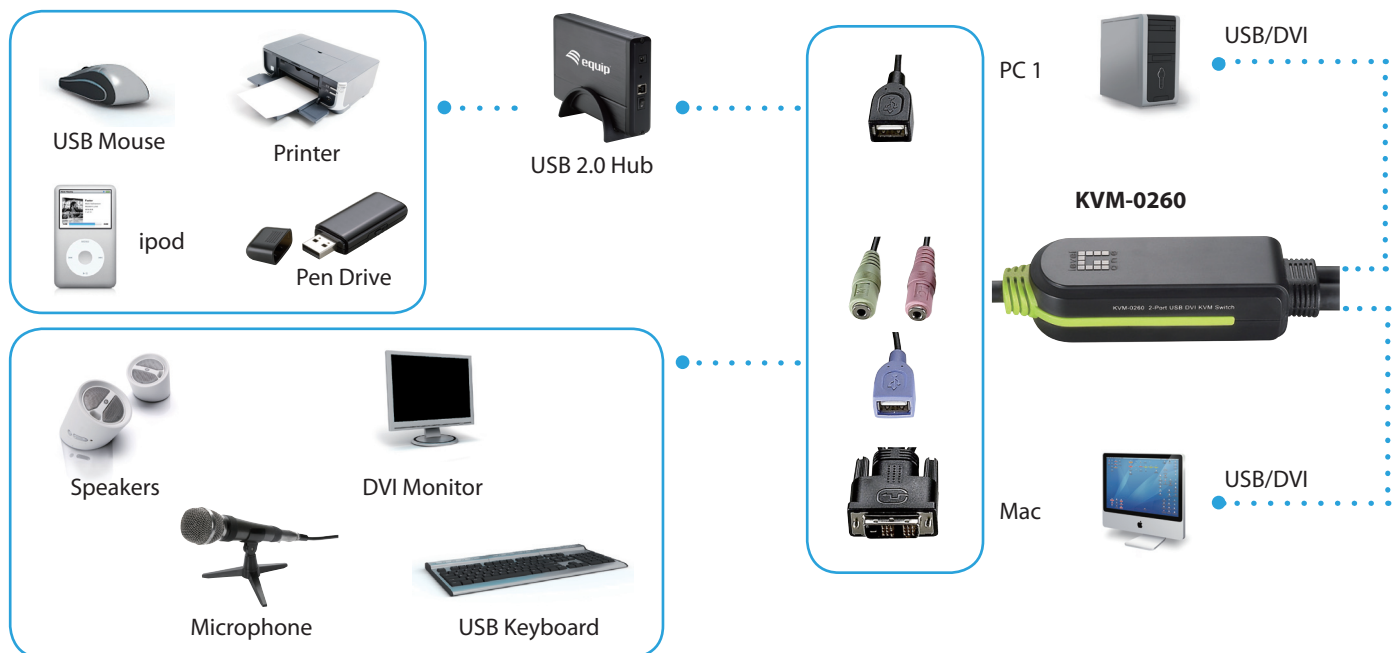 USB Mouse
Printer
ipod
Pen Drive
equip
USB 2.0 Hub
Speakers
DVI Monitor
Microphone
USB Keyboard
PC 1
USB/DVI
KVM-0260
KVM-0260 2-Port USB DVI KVM Switch
Mac
USB/DVI